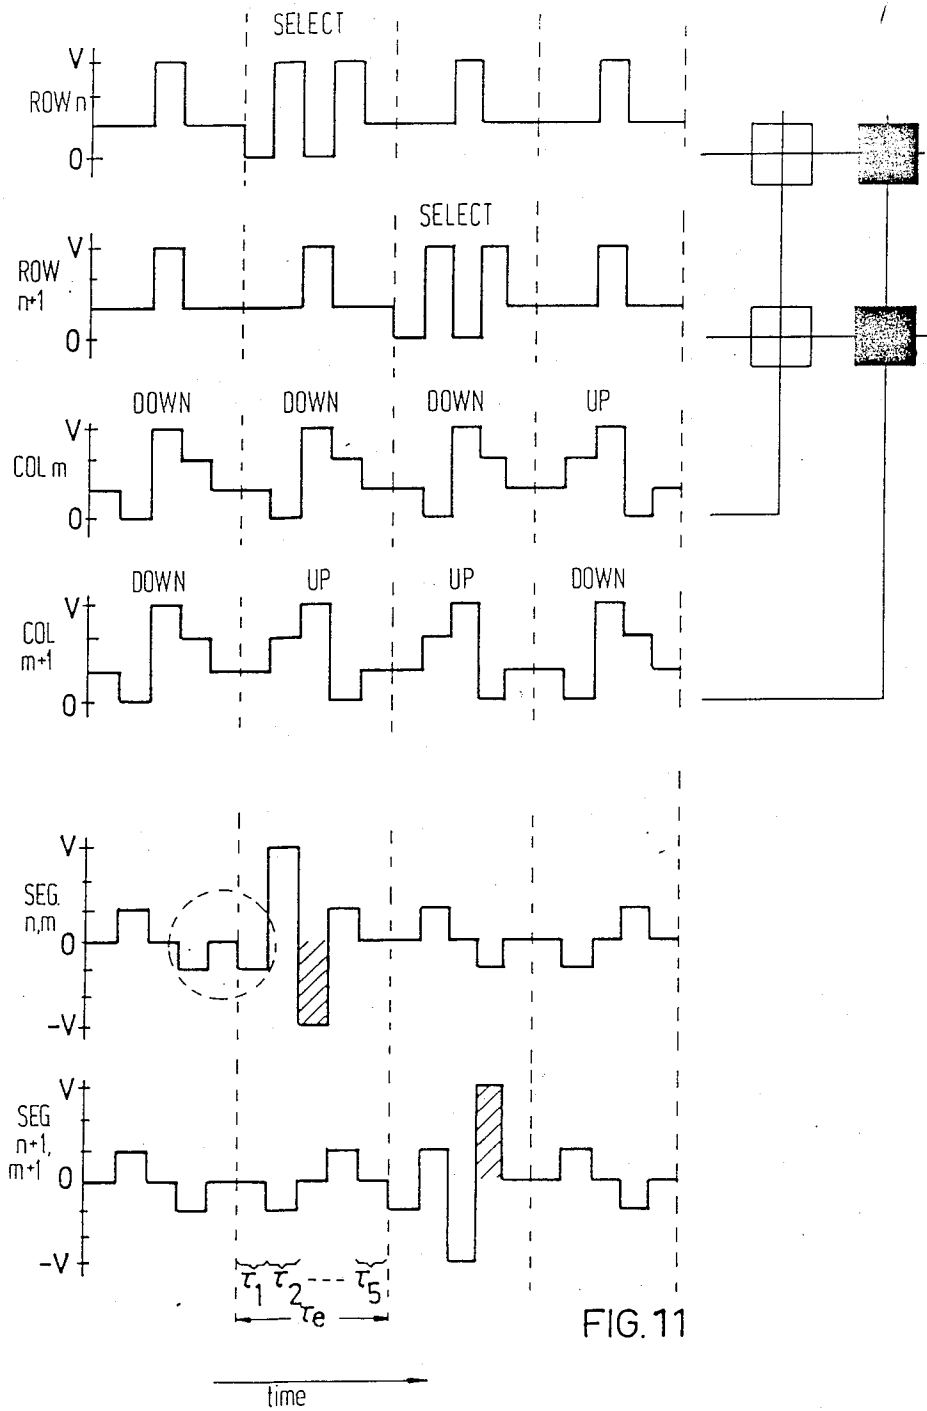 SELECT
V
ROW n
0
SELECT
V
ROW
n+1
0
DOWN DOWN DOWN UP
V
COL m
0
DOWN UP UP DOWN
V
COL
m+1
0
V
SEG.
n,m
0
-V
V
SEG
n+1,
m+1
0
-V
τ1 τ2 ---- τ5
τe
FIG. 11
time